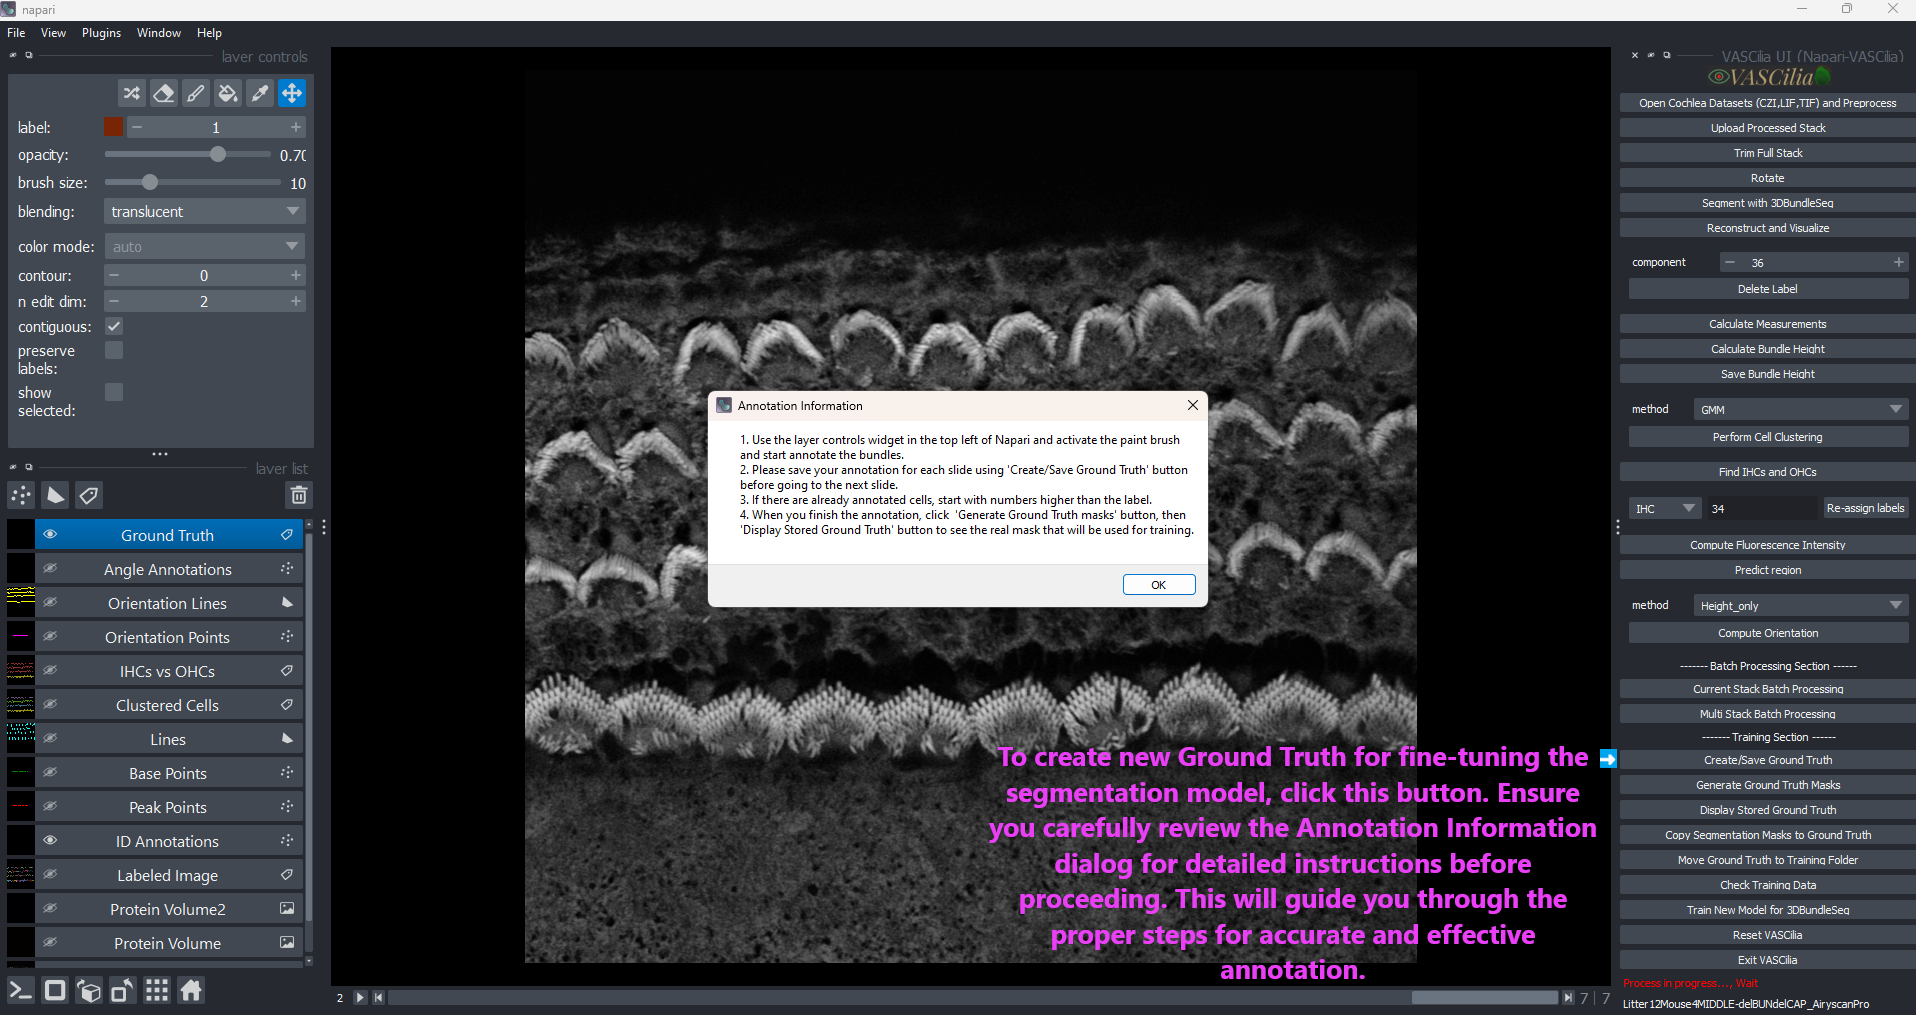 napari
File View Plugins Window Help
layer controls
label:
1
opacity:
0.70
brush size:
10
blending:
translucent
color mode:
auto
contour:
0
n edit dim:
2
contiguous:
preserve
labels:
show
selected:
layer list
Ground Truth
Angle Annotations
Orientation Lines
Orientation Points
IHCs vs OHCs
Clustered Cells
Lines
Base Points
Peak Points
ID Annotations
Labeled Image
Protein Volume2
Protein Volume
Annotation Information
1. Use the layer controls widget in the top left of Napari and activate the paint brush
and start annotate the bundles.
2. Please save your annotation for each slide using 'Create/Save Ground Truth' button
before going to the next slide.
3. If there are already annotated cells, start with numbers higher than the label.
4. When you finish the annotation, click 'Generate Ground Truth masks' button, then
'Display Stored Ground Truth' button to see the real mask that will be used for training.
OK
To create new Ground Truth for fine-tuning the
segmentation model, click this button. Ensure
you carefully review the Annotation Information
dialog for detailed instructions before
proceeding. This will guide you through the
proper steps for accurate and effective
annotation.
2
7 | 7
VASCilia UI (Napari-VASCilia)
VASCilia
Open Cochlea Datasets (CZI,LIF,TIF) and Preprocess
Upload Processed Stack
Trim Full Stack
Rotate
Segment with 3DBundleSeg
Reconstruct and Visualize
component
36
Delete Label
Calculate Measurements
Calculate Bundle Height
Save Bundle Height
method
GMM
Perform Cell Clustering
Find IHCs and OHCs
IHC
34
Re-assign labels
Compute Fluorescence Intensity
Predict region
method
Height_only
Compute Orientation
------- Batch Processing Section ------
Current Stack Batch Processing
Multi Stack Batch Processing
------- Training Section ------
Create/Save Ground Truth
Generate Ground Truth Masks
Display Stored Ground Truth
Copy Segmentation Masks to Ground Truth
Move Ground Truth to Training Folder
Check Training Data
Train New Model for 3DBundleSeg
Reset VASCilia
Exit VASCilia
Process in progress..., Wait
Litter12Mouse4MIDDLE-delBUNdelCAP_AiryscanPro